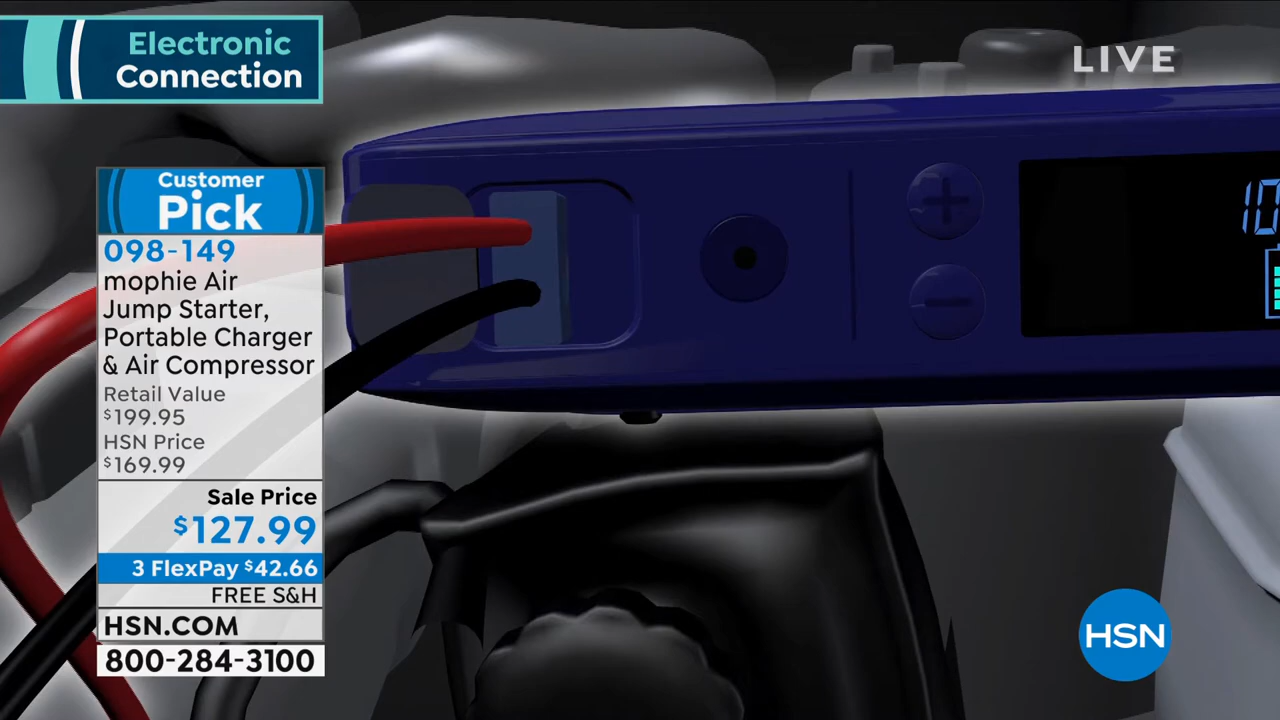 Electronic
Connection
LIVE
Customer
Pick
098-149
mophie Air
Jump Starter,
Portable Charger
& Air Compressor
Retail Value
$199.95
HSN Price
$169.99
Sale Price
$127.99
3 FlexPay $42.66
FREE S&H
HSN.COM
800-284-3100
+
−
10
HSN